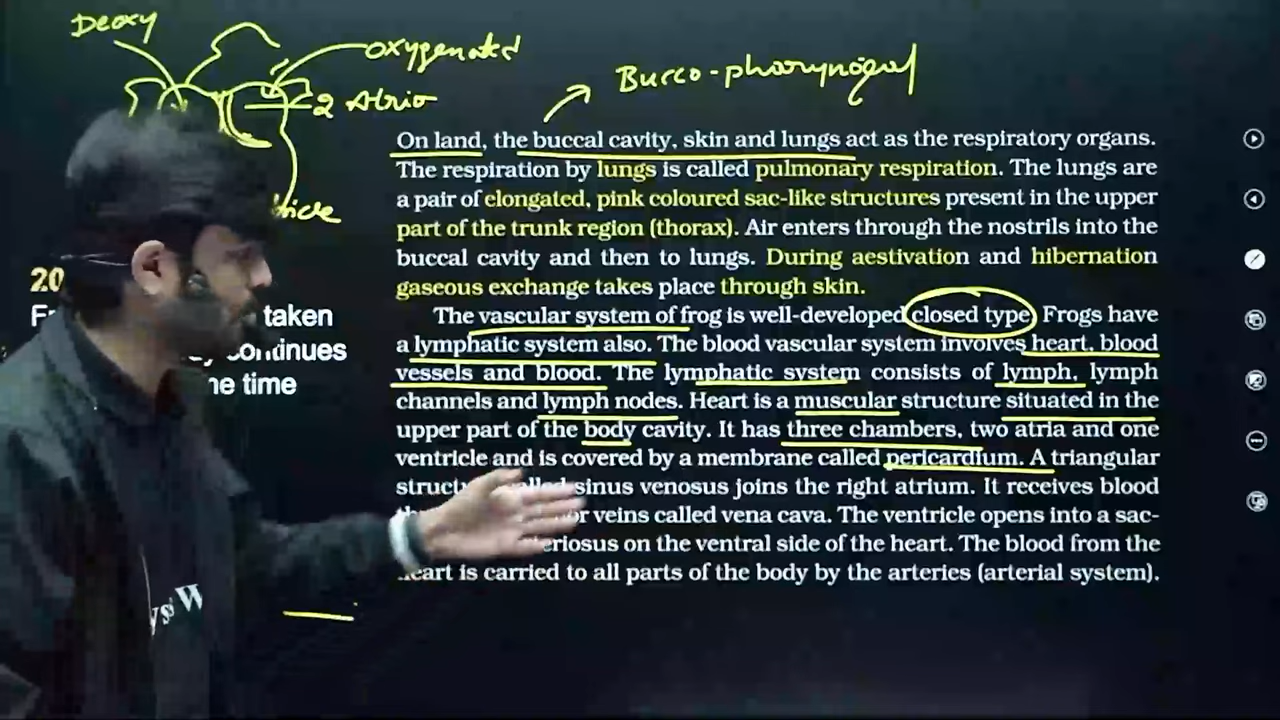 Deoxy
oxygenated
2 Atria
Bucco-pharyngeal
On land, the buccal cavity, skin and lungs act as the respiratory organs.
The respiration by lungs is called pulmonary respiration. The lungs are
a pair of elongated, pink coloured sac-like structures present in the upper
part of the trunk region (thorax). Air enters through the nostrils into the
buccal cavity and then to lungs. During aestivation and hibernation
gaseous exchange takes place through skin.
The vascular system of frog is well-developed closed type. Frogs have
a lymphatic system also. The blood vascular system involves heart, blood
vessels and blood. The lymphatic system consists of lymph, lymph
channels and lymph nodes. Heart is a muscular structure situated in the
upper part of the body cavity. It has three chambers, two atria and one
ventricle and is covered by a membrane called pericardium. A triangular
sinus venosus joins the right atrium. It receives blood
veins called vena cava. The ventricle opens into a sac-
on the ventral side of the heart. The blood from the
heart is carried to all parts of the body by the arteries (arterial system).
20
taken
continues
time